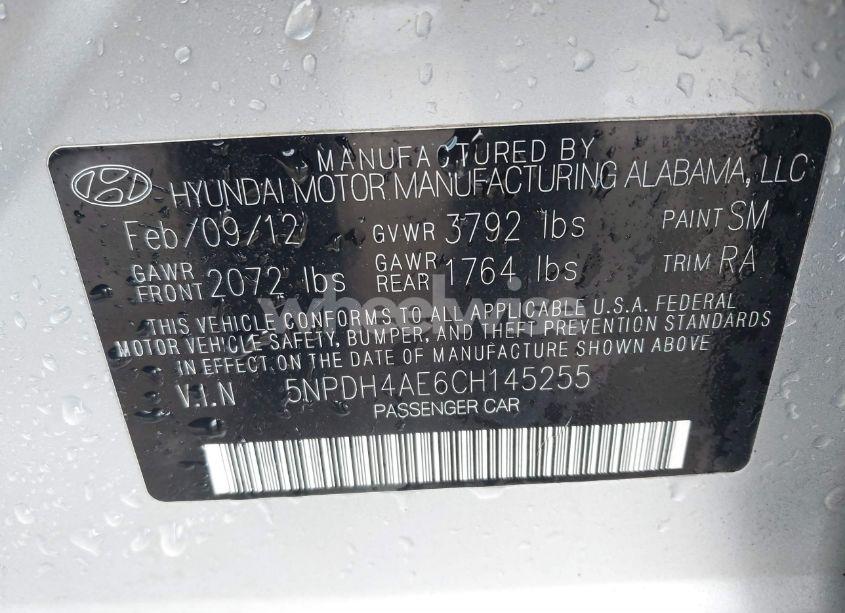 MANUFACTURED BY
HYUNDAI MOTOR MANUFACTURING ALABAMA, LLC
Feb/09/12 GVWR 3792 lbs PAINT SM
GAWR FRONT 2072 lbs GAWR REAR 1764 lbs TRIM RA
wheelwise
THIS VEHICLE CONFORMS TO ALL APPLICABLE U.S.A. FEDERAL
MOTOR VEHICLE SAFETY, BUMPER, AND THEFT PREVENTION STANDARDS
IN EFFECT ON THE DATE OF MANUFACTURE SHOWN ABOVE
V.I.N 5NPDH4AE6CH145255
PASSENGER CAR